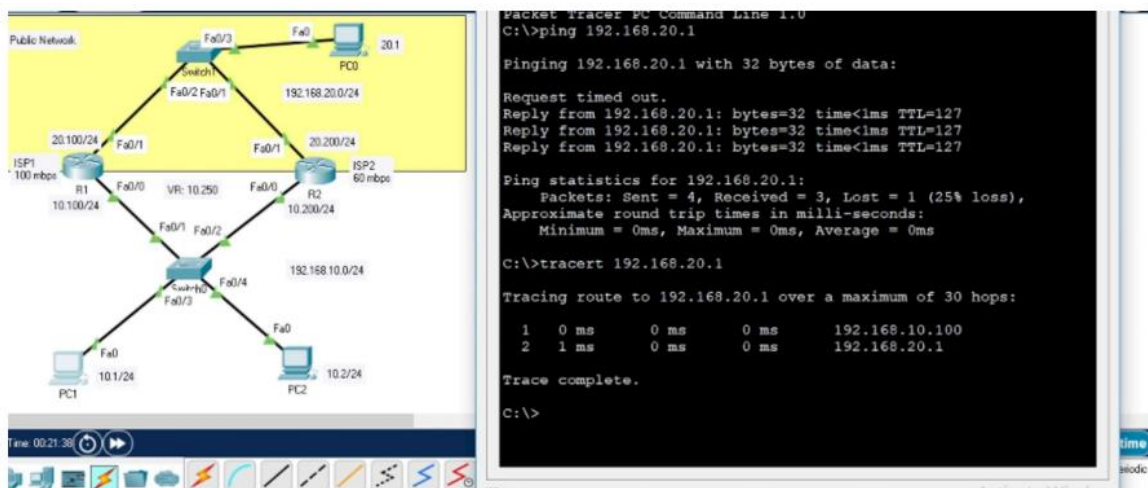 Public Network
Fa0/3
Fa0
20.1
PC0
Switch1
Fa0/2 Fa0/1
192.168.20.0/24
20.100/24
Fa0/1
Fa0/1
20.200/24
ISP1
100 mbps
R1
Fa0/0
VR: 10.250
Fa0/0
R2
ISP2
60 mbps
10.100/24
10.200/24
Fa0/1 Fa0/2
192.168.10.0/24
Switch0
Fa0/3
Fa0/4
Fa0
10.1/24
PC1
Fa0
10.2/24
PC2
Time: 00:21:38
Packet Tracer PC Command Line 1.0
C:\>ping 192.168.20.1
Pinging 192.168.20.1 with 32 bytes of data:
Request timed out.
Reply from 192.168.20.1: bytes=32 time<1ms TTL=127
Reply from 192.168.20.1: bytes=32 time<1ms TTL=127
Reply from 192.168.20.1: bytes=32 time<1ms TTL=127
Ping statistics for 192.168.20.1:
Packets: Sent = 4, Received = 3, Lost = 1 (25% loss),
Approximate round trip times in milli-seconds:
Minimum = 0ms, Maximum = 0ms, Average = 0ms
C:\>tracert 192.168.20.1
Tracing route to 192.168.20.1 over a maximum of 30 hops:
1 0 ms 0 ms 0 ms 192.168.10.100
2 1 ms 0 ms 0 ms 192.168.20.1
Trace complete.
C:\>
time